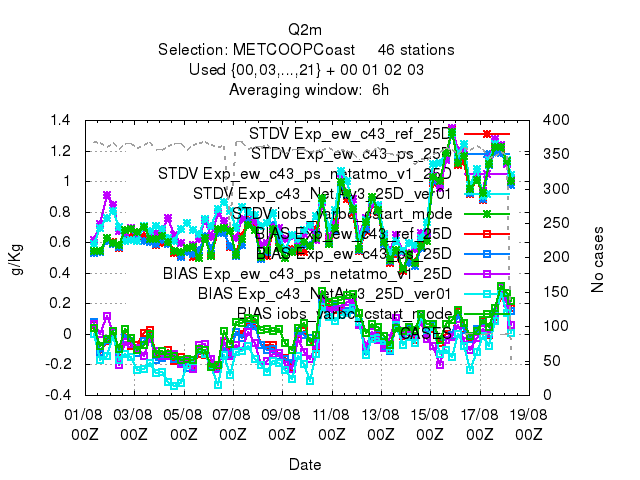 Q2m
Selection: METCOOPCoast 46 stations
Used {00,03,...,21} + 00 01 02 03
Averaging window: 6h
1.4
1.2
1
0.8
0.6
0.4
0.2
0
-0.2
-0.4
g/Kg
STDV Exp_ew_c43_ref_25D
STDV Exp_ew_c43_ps_25D
STDV Exp_ew_c43_ps_netatmo_v1_25D
STDV Exp_c43_NetAtv3_25D_ver01
STDV iobs_varbc_cstart_mode
BIAS Exp_ew_c43_ref_25D
BIAS Exp_ew_c43_ps_25D
BIAS Exp_ew_c43_ps_netatmo_v1_25D
BIAS Exp_c43_NetAtv3_25D_ver01
BIAS iobs_varbc_cstart_mode
CASES
400
350
300
250
200
150
100
50
0
No cases
01/08 03/08 05/08 07/08 09/08 11/08 13/08 15/08 17/08 19/08
00Z 00Z 00Z 00Z 00Z 00Z 00Z 00Z 00Z 00Z
Date